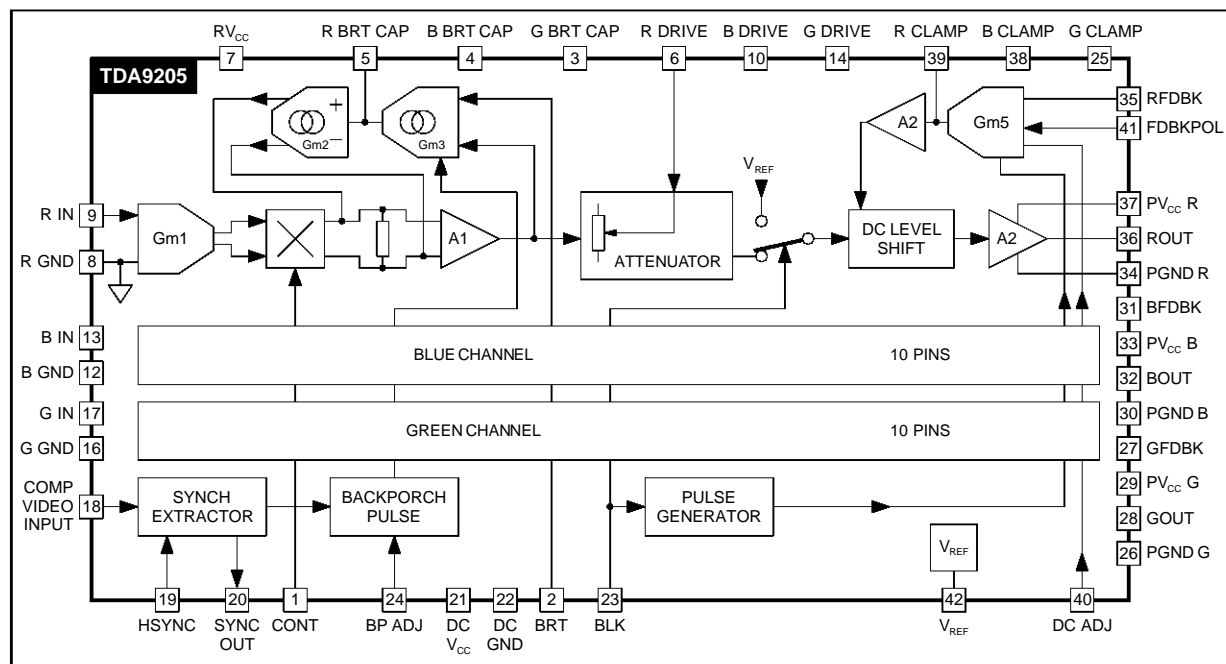 RVCC
R BRT CAP
B BRT CAP
G BRT CAP
R DRIVE
B DRIVE
G DRIVE
R CLAMP
B CLAMP
G CLAMP
7
5
4
3
6
10
14
39
38
25
TDA9205
+
−
Gm2
Gm3
A2
Gm5
35
RFDBK
41
FDBKPOL
VREF
R IN
9
Gm1
A1
ATTENUATOR
DC LEVEL
SHIFT
A2
37
PVCC R
36
ROUT
R GND
8
34
PGND R
31
BFDBK
B IN
13
BLUE CHANNEL
10 PINS
33
PVCC B
B GND
12
32
BOUT
G IN
17
GREEN CHANNEL
10 PINS
30
PGND B
G GND
16
27
GFDBK
COMP
VIDEO
INPUT
18
SYNCH
EXTRACTOR
BACKPORCH
PULSE
PULSE
GENERATOR
29
PVCC G
28
GOUT
VREF
26
PGND G
19
20
1
24
21
22
2
23
42
40
HSYNC
SYNC
OUT
CONT
BP ADJ
DC
VCC
DC
GND
BRT
BLK
VREF
DC ADJ